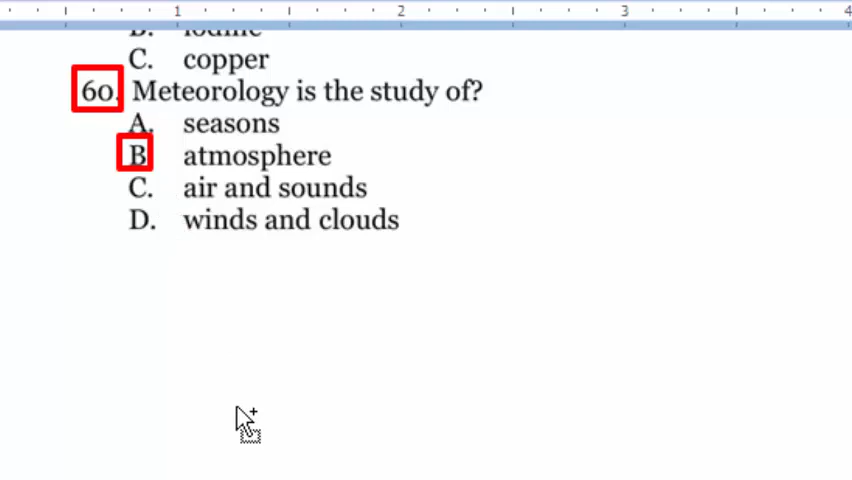 1 2 3 4
B. iodine
C. copper
60. Meteorology is the study of?
A. seasons
B atmosphere
C. air and sounds
D. winds and clouds